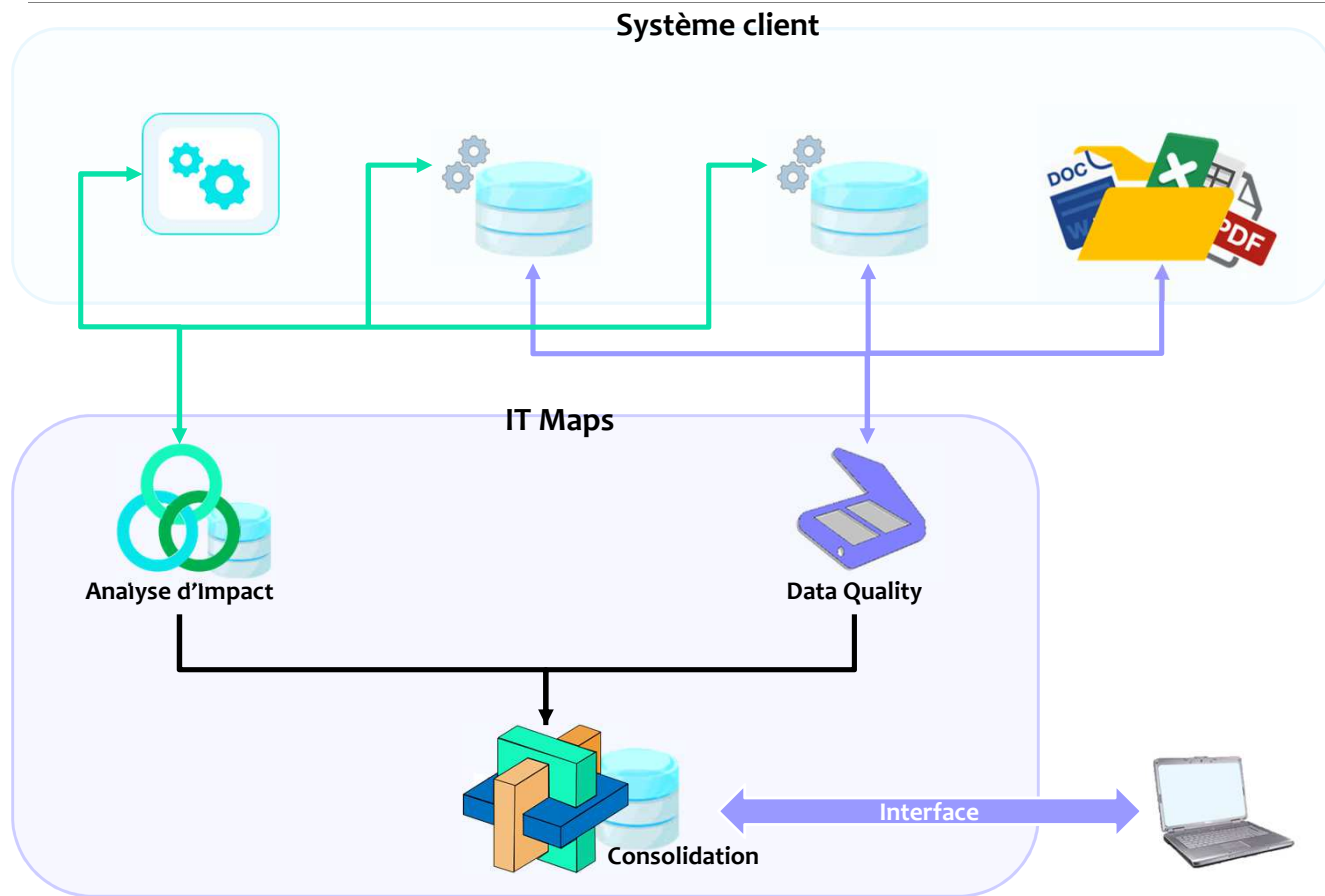 Système client
DOC
W
PDF
IT Maps
Analyse d'Impact
Data Quality
Interface
Consolidation